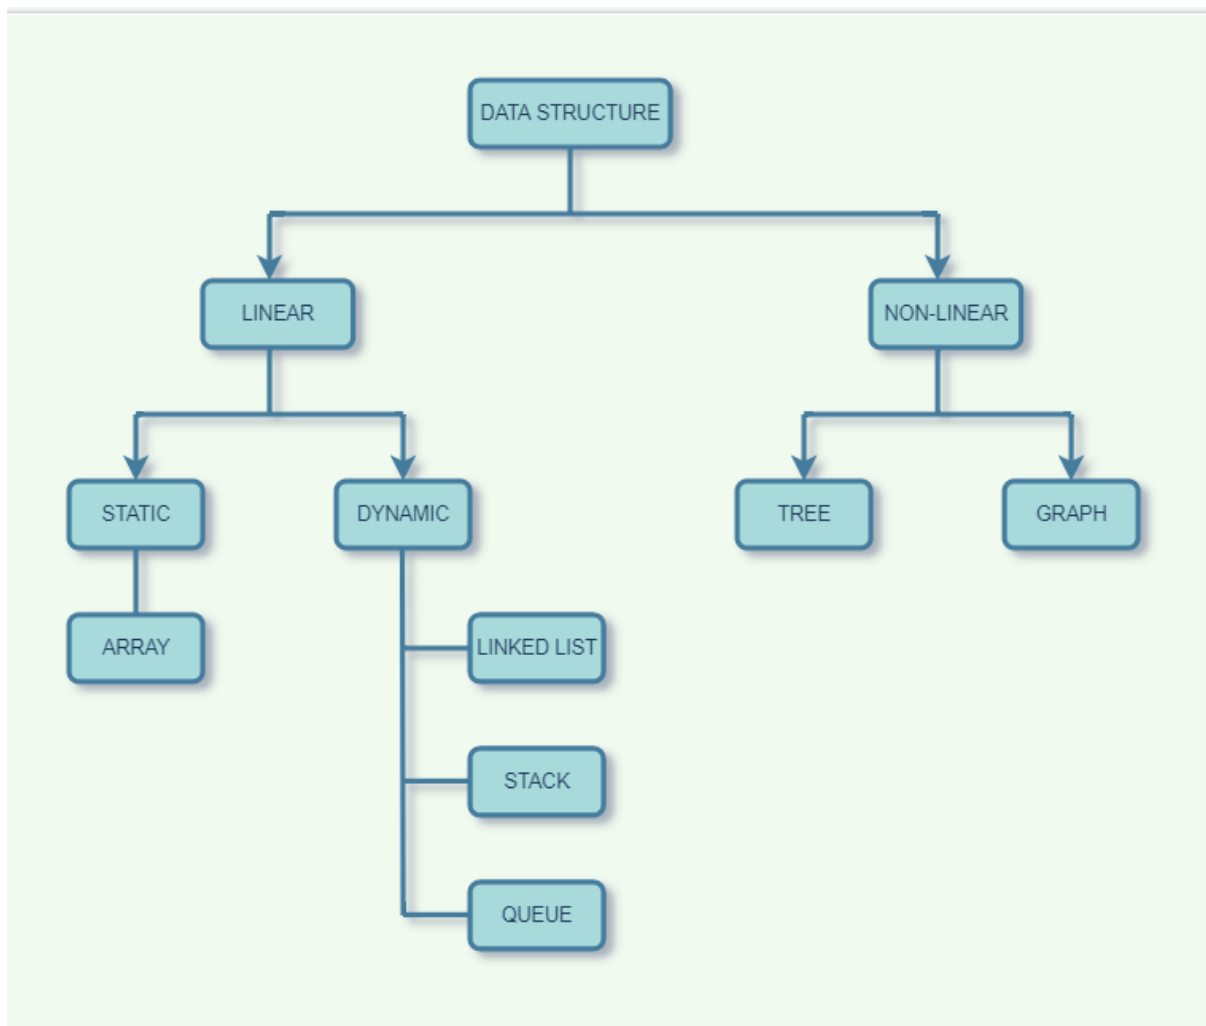 DATA STRUCTURE
LINEAR
NON-LINEAR
STATIC
DYNAMIC
TREE
GRAPH
ARRAY
LINKED LIST
STACK
QUEUE